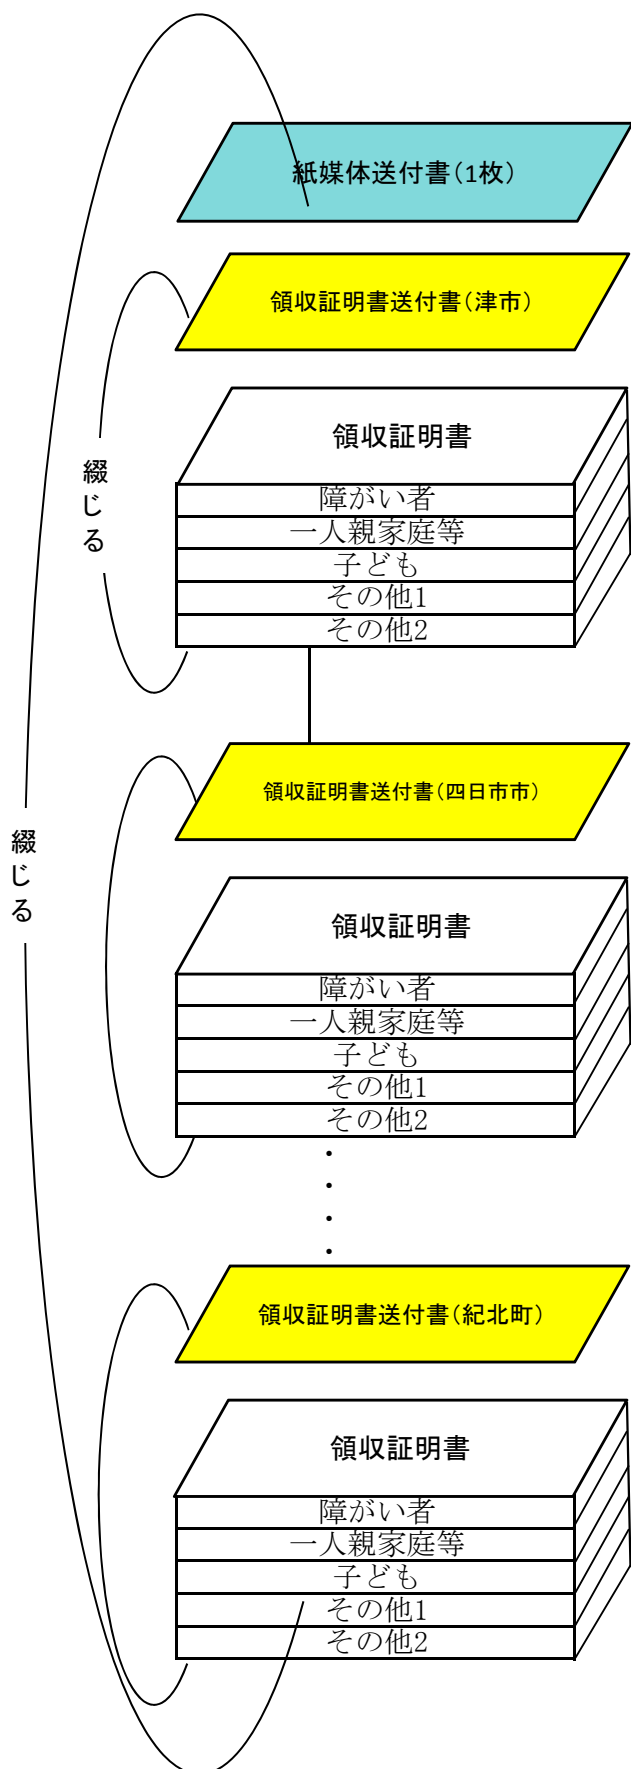 紙媒体送付書(1枚)
領収証明書送付書(津市)
領収証明書
障がい者
一人親家庭等
子ども
その他1
その他2
綴じる
領収証明書送付書(四日市市)
綴じる
領収証明書
障がい者
一人親家庭等
子ども
その他1
その他2
・
・
・
・
領収証明書送付書(紀北町)
領収証明書
障がい者
一人親家庭等
子ども
その他1
その他2